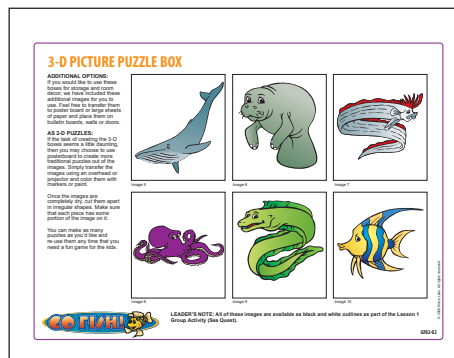 3-D PICTURE PUZZLE BOX
ADDITIONAL OPTIONS:
If you would like to use these
boxes for storage and room
decor, we have included these
additional images for you to
use. Feel free to transfer them
to poster board or large sheets
of paper and place them on
bulletin boards, walls or doors.
AS 2-D PUZZLES:
If the task of creating the 3-D
boxes seems a little daunting,
then you may choose to use
posterboard to create more
traditional puzzles out of the
images. Simply transfer the
images using an overhead or
projector and color them with
markers or paint.
Once the images are
completely dry, cut them apart
in irregular shapes. Make sure
that each piece has some
portion of the image on it.
You can make as many
puzzles as you'd like and
re-use them any time that you
need a fun game for the kids.
Image 5
Image 6
Image 7
Image 8
Image 9
Image 10
GO FISH!
LEADER'S NOTE: All of these images are available as black and white outlines as part of the Lesson 1
Group Activity (Sea Quest).
GMJ-02